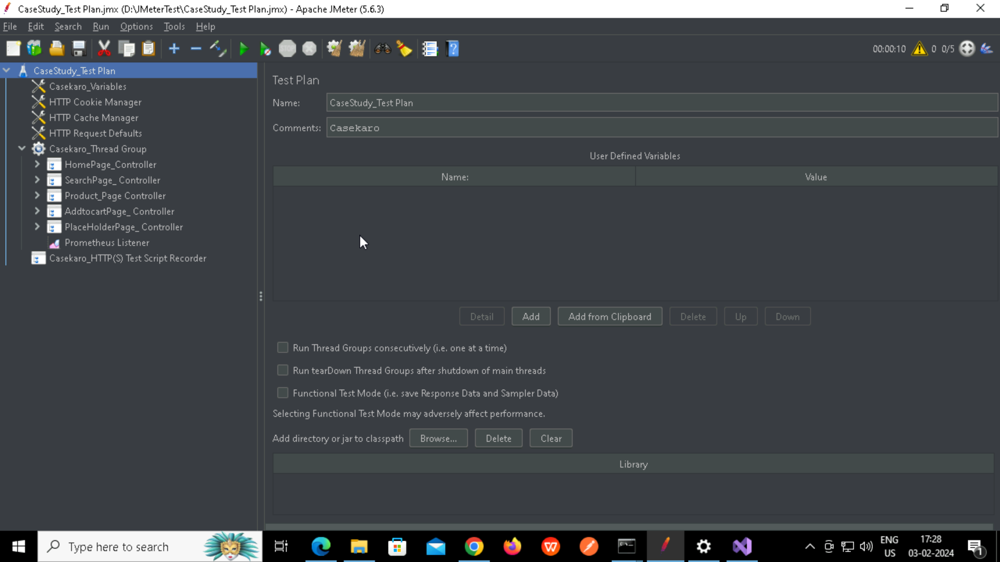 CaseStudy_Test Plan.jmx (D:\JMeterTest\CaseStudy_Test Plan.jmx) - Apache JMeter (5.6.3)
File Edit Search Run Options Tools Help
STOP
00:00:10 0 0/5
CaseStudy_Test Plan
Casekaro_Variables
HTTP Cookie Manager
HTTP Cache Manager
HTTP Request Defaults
Casekaro_Thread Group
HomePage_Controller
SearchPage_ Controller
Product_Page Controller
AddtocartPage_ Controller
PlaceHolderPage_ Controller
Prometheus Listener
Casekaro_HTTP(S) Test Script Recorder
Test Plan
Name: CaseStudy_Test Plan
Comments: Casekaro
User Defined Variables
Name: Value
Detail Add Add from Clipboard Delete Up Down
Run Thread Groups consecutively (i.e. one at a time)
Run tearDown Thread Groups after shutdown of main threads
Functional Test Mode (i.e. save Response Data and Sampler Data)
Selecting Functional Test Mode may adversely affect performance.
Add directory or jar to classpath Browse... Delete Clear
Library
Type here to search
ENG
US
17:28
03-02-2024
1